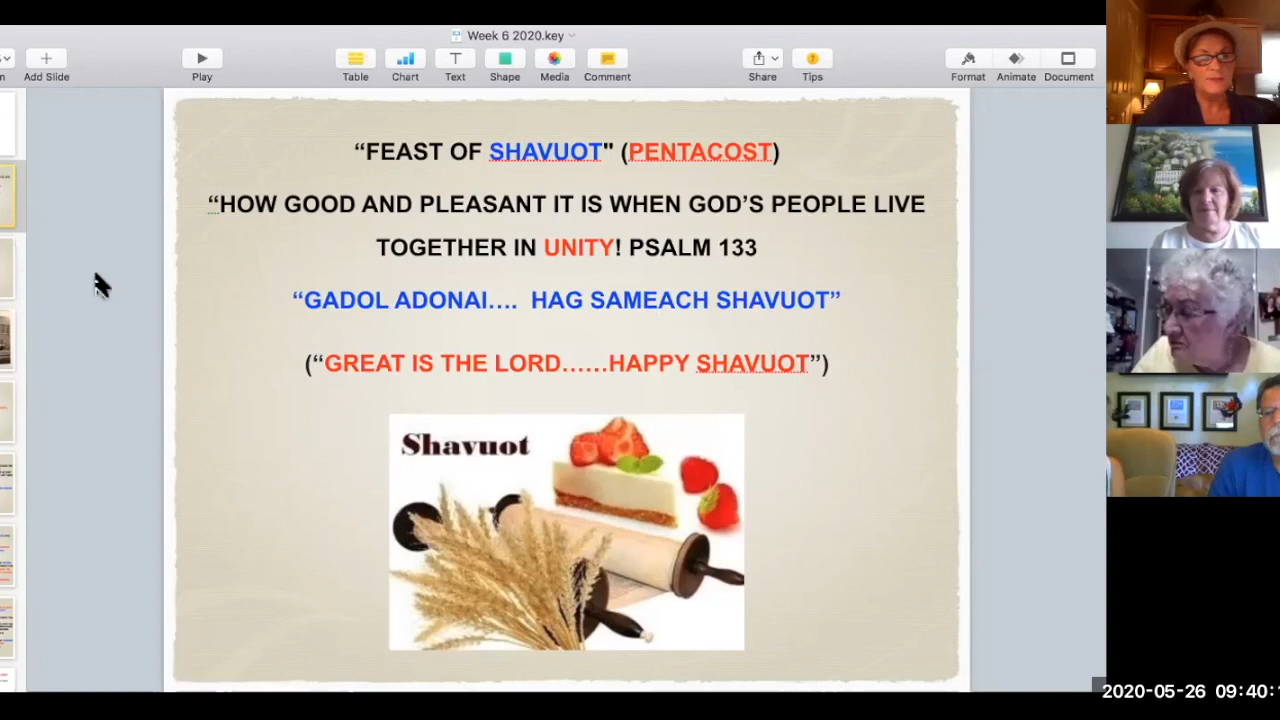 Week 6 2020.key
Add Slide
Play
Table
Chart
Text
Shape
Media
Comment
Share
Tips
Format
Animate
Document
“FEAST OF SHAVUOT" (PENTACOST)
“HOW GOOD AND PLEASANT IT IS WHEN GOD’S PEOPLE LIVE
TOGETHER IN UNITY! PSALM 133
“GADOL ADONAI…. HAG SAMEACH SHAVUOT”
(“GREAT IS THE LORD……HAPPY SHAVUOT”)
Shavuot
2020-05-26 09:40: